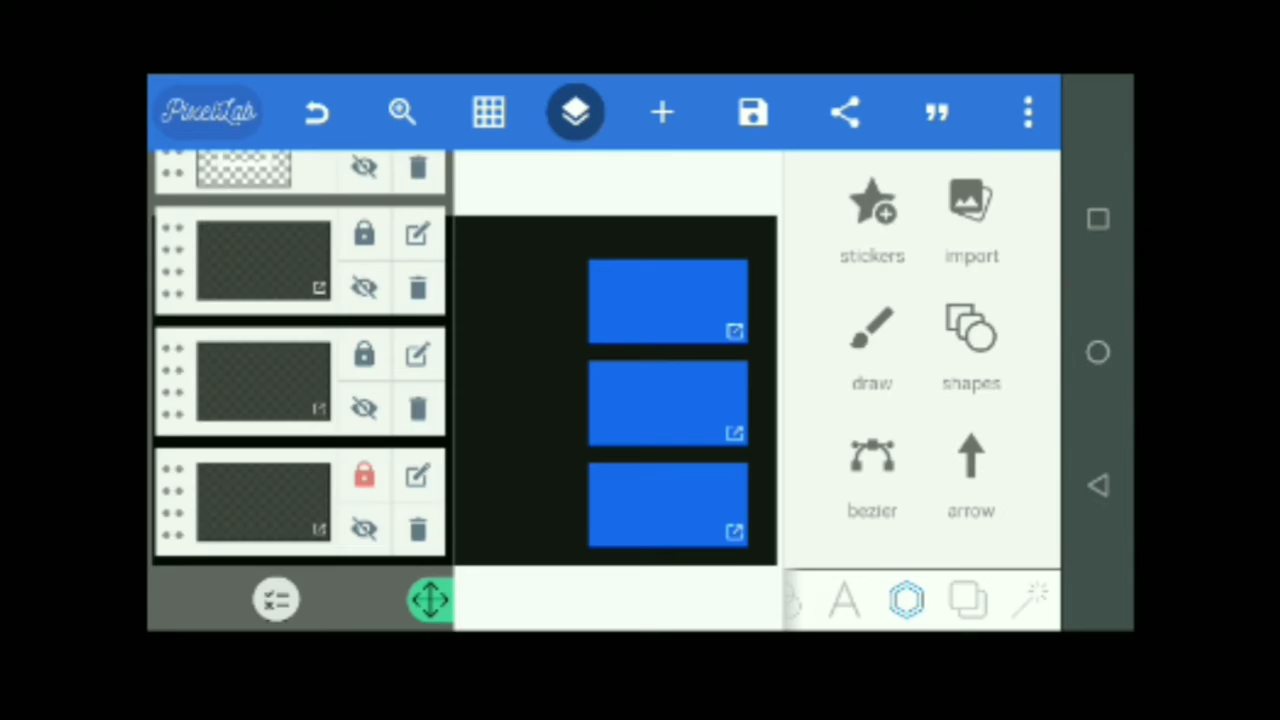 PixelLab
stickers
import
draw
shapes
bezier
arrow